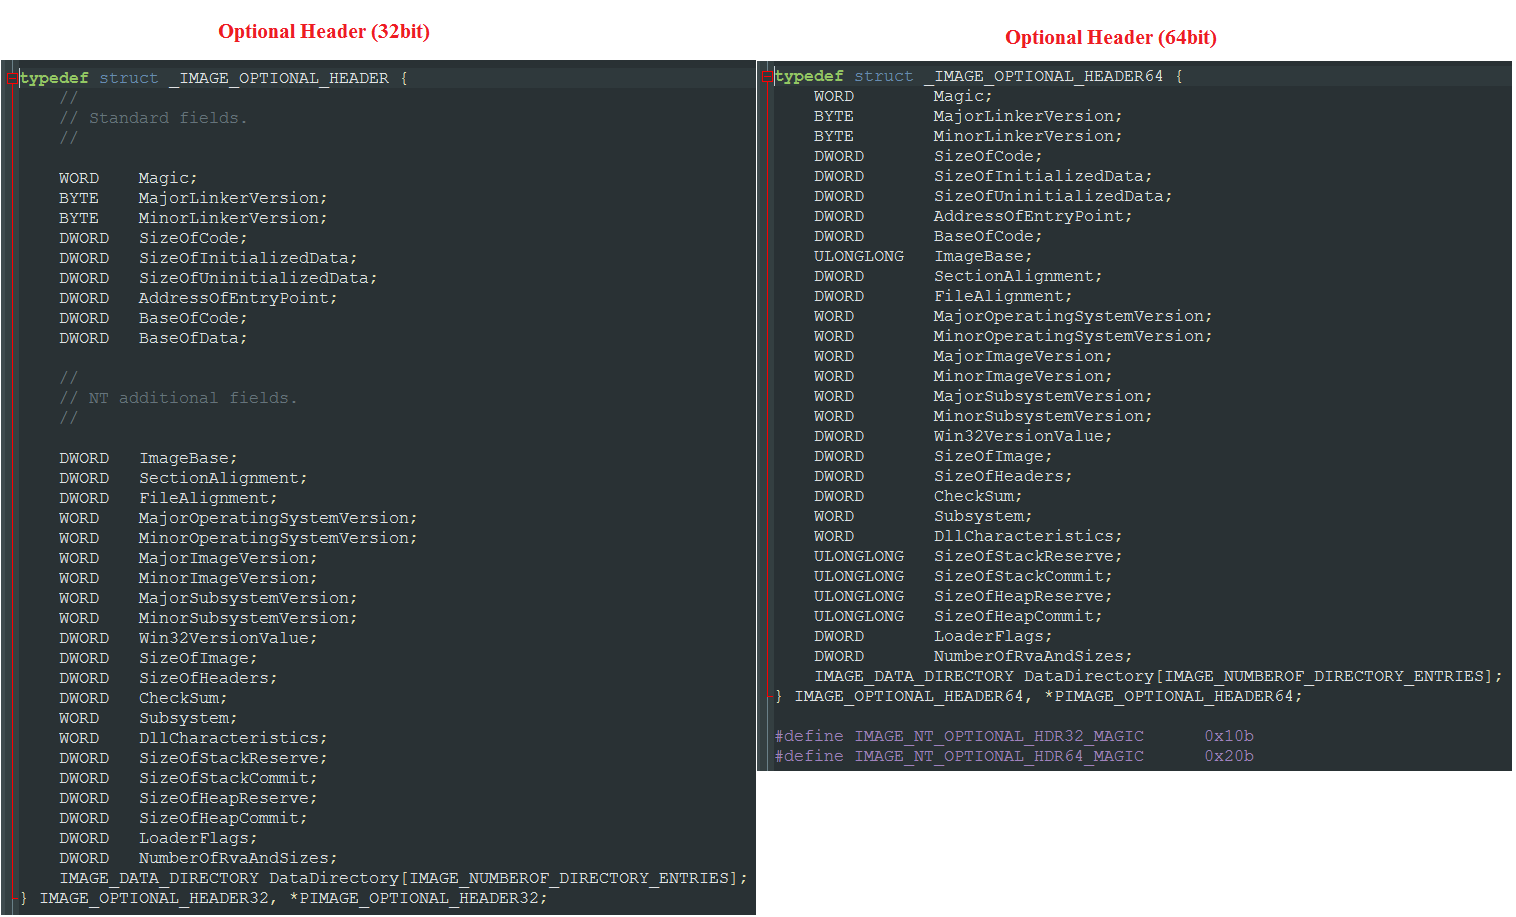 Optional Header (32bit)
typedef struct _IMAGE_OPTIONAL_HEADER {
//
// Standard fields.
//
WORD Magic;
BYTE MajorLinkerVersion;
BYTE MinorLinkerVersion;
DWORD SizeOfCode;
DWORD SizeOfInitializedData;
DWORD SizeOfUninitializedData;
DWORD AddressOfEntryPoint;
DWORD BaseOfCode;
DWORD BaseOfData;
//
// NT additional fields.
//
DWORD ImageBase;
DWORD SectionAlignment;
DWORD FileAlignment;
WORD MajorOperatingSystemVersion;
WORD MinorOperatingSystemVersion;
WORD MajorImageVersion;
WORD MinorImageVersion;
WORD MajorSubsystemVersion;
WORD MinorSubsystemVersion;
DWORD Win32VersionValue;
DWORD SizeOfImage;
DWORD SizeOfHeaders;
DWORD CheckSum;
WORD Subsystem;
WORD DllCharacteristics;
DWORD SizeOfStackReserve;
DWORD SizeOfStackCommit;
DWORD SizeOfHeapReserve;
DWORD SizeOfHeapCommit;
DWORD LoaderFlags;
DWORD NumberOfRvaAndSizes;
IMAGE_DATA_DIRECTORY DataDirectory[IMAGE_NUMBEROF_DIRECTORY_ENTRIES];
} IMAGE_OPTIONAL_HEADER32, *PIMAGE_OPTIONAL_HEADER32;
Optional Header (64bit)
typedef struct _IMAGE_OPTIONAL_HEADER64 {
WORD Magic;
BYTE MajorLinkerVersion;
BYTE MinorLinkerVersion;
DWORD SizeOfCode;
DWORD SizeOfInitializedData;
DWORD SizeOfUninitializedData;
DWORD AddressOfEntryPoint;
DWORD BaseOfCode;
ULONGLONG ImageBase;
DWORD SectionAlignment;
DWORD FileAlignment;
WORD MajorOperatingSystemVersion;
WORD MinorOperatingSystemVersion;
WORD MajorImageVersion;
WORD MinorImageVersion;
WORD MajorSubsystemVersion;
WORD MinorSubsystemVersion;
DWORD Win32VersionValue;
DWORD SizeOfImage;
DWORD SizeOfHeaders;
DWORD CheckSum;
WORD Subsystem;
WORD DllCharacteristics;
ULONGLONG SizeOfStackReserve;
ULONGLONG SizeOfStackCommit;
ULONGLONG SizeOfHeapReserve;
ULONGLONG SizeOfHeapCommit;
DWORD LoaderFlags;
DWORD NumberOfRvaAndSizes;
IMAGE_DATA_DIRECTORY DataDirectory[IMAGE_NUMBEROF_DIRECTORY_ENTRIES];
} IMAGE_OPTIONAL_HEADER64, *PIMAGE_OPTIONAL_HEADER64;
#define IMAGE_NT_OPTIONAL_HDR32_MAGIC 0x10b
#define IMAGE_NT_OPTIONAL_HDR64_MAGIC 0x20b